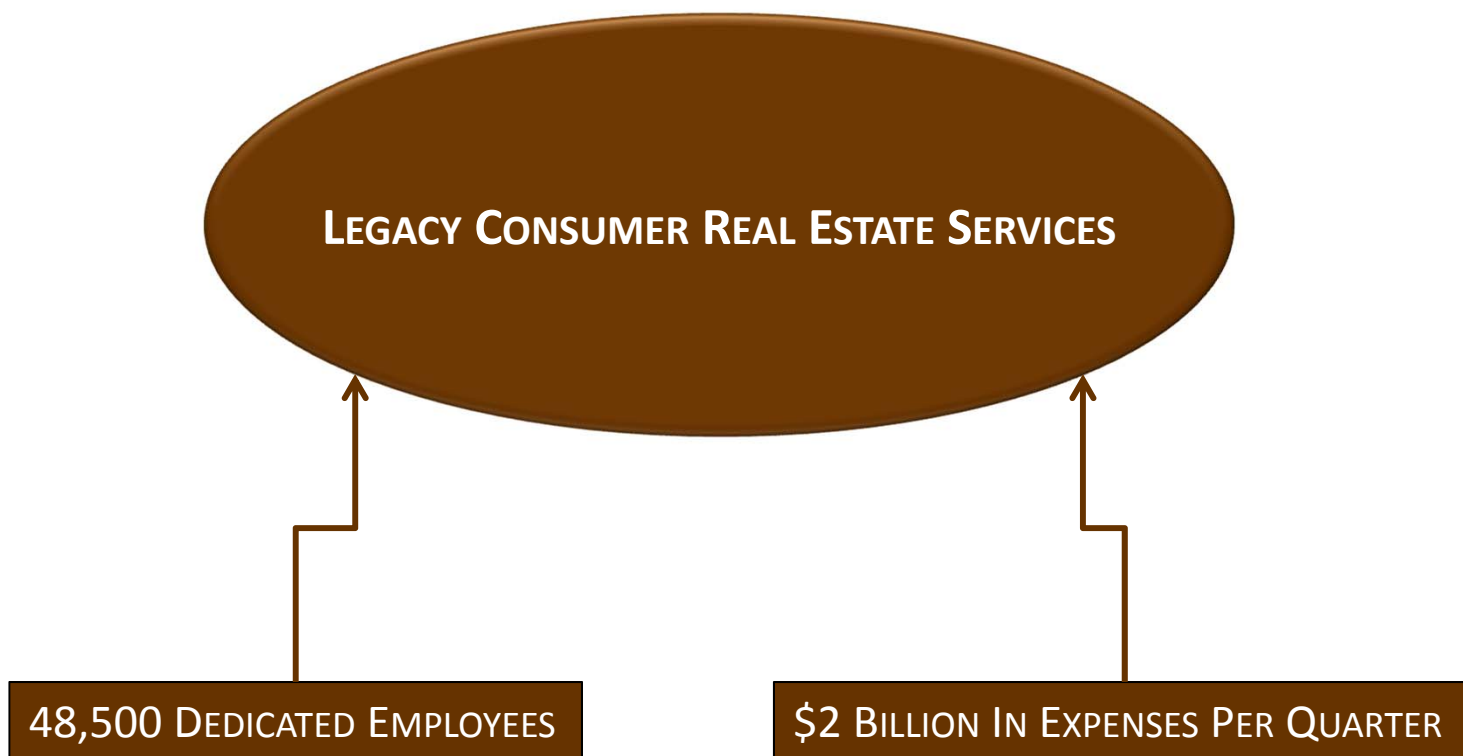 LEGACY CONSUMER REAL ESTATE SERVICES
48,500 DEDICATED EMPLOYEES
$2 BILLION IN EXPENSES PER QUARTER